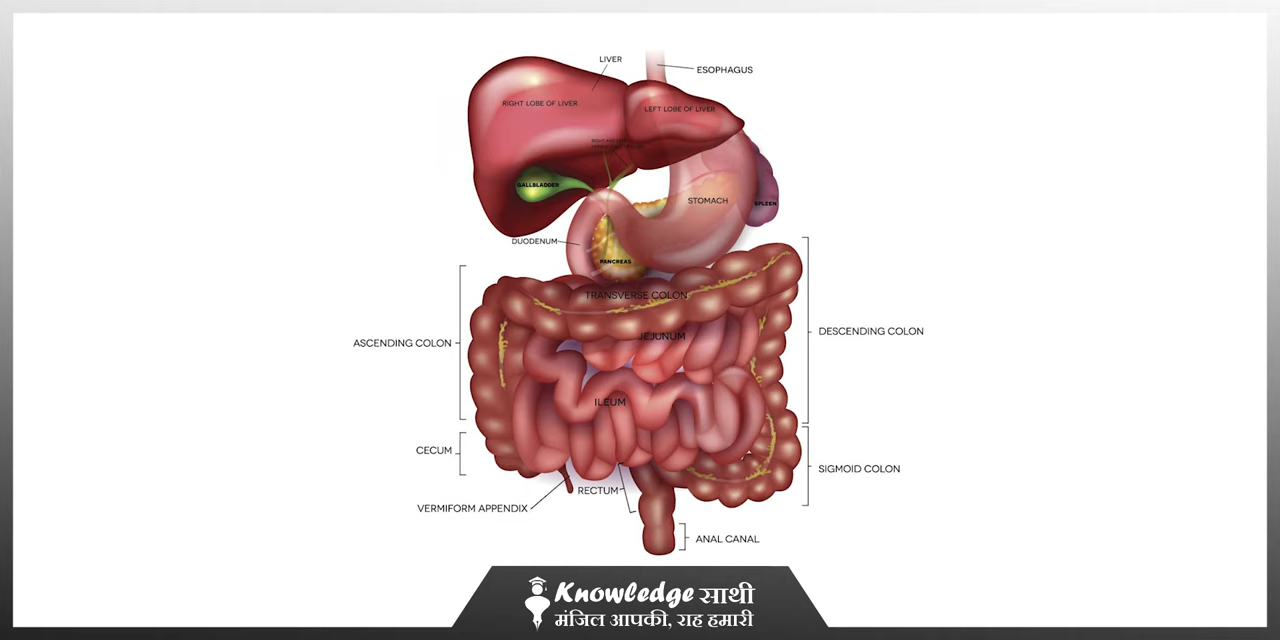 LIVER
ESOPHAGUS
RIGHT LOBE OF LIVER
LEFT LOBE OF LIVER
GALLBLADDER
STOMACH
SPLEEN
DUODENUM
PANCREAS
TRANSVERSE COLON
JEJUNUM
ASCENDING COLON
DESCENDING COLON
ILEUM
CECUM
SIGMOID COLON
RECTUM
VERMIFORM APPENDIX
ANAL CANAL
Knowledge साथी
मंजिल आपकी, राह हमारी